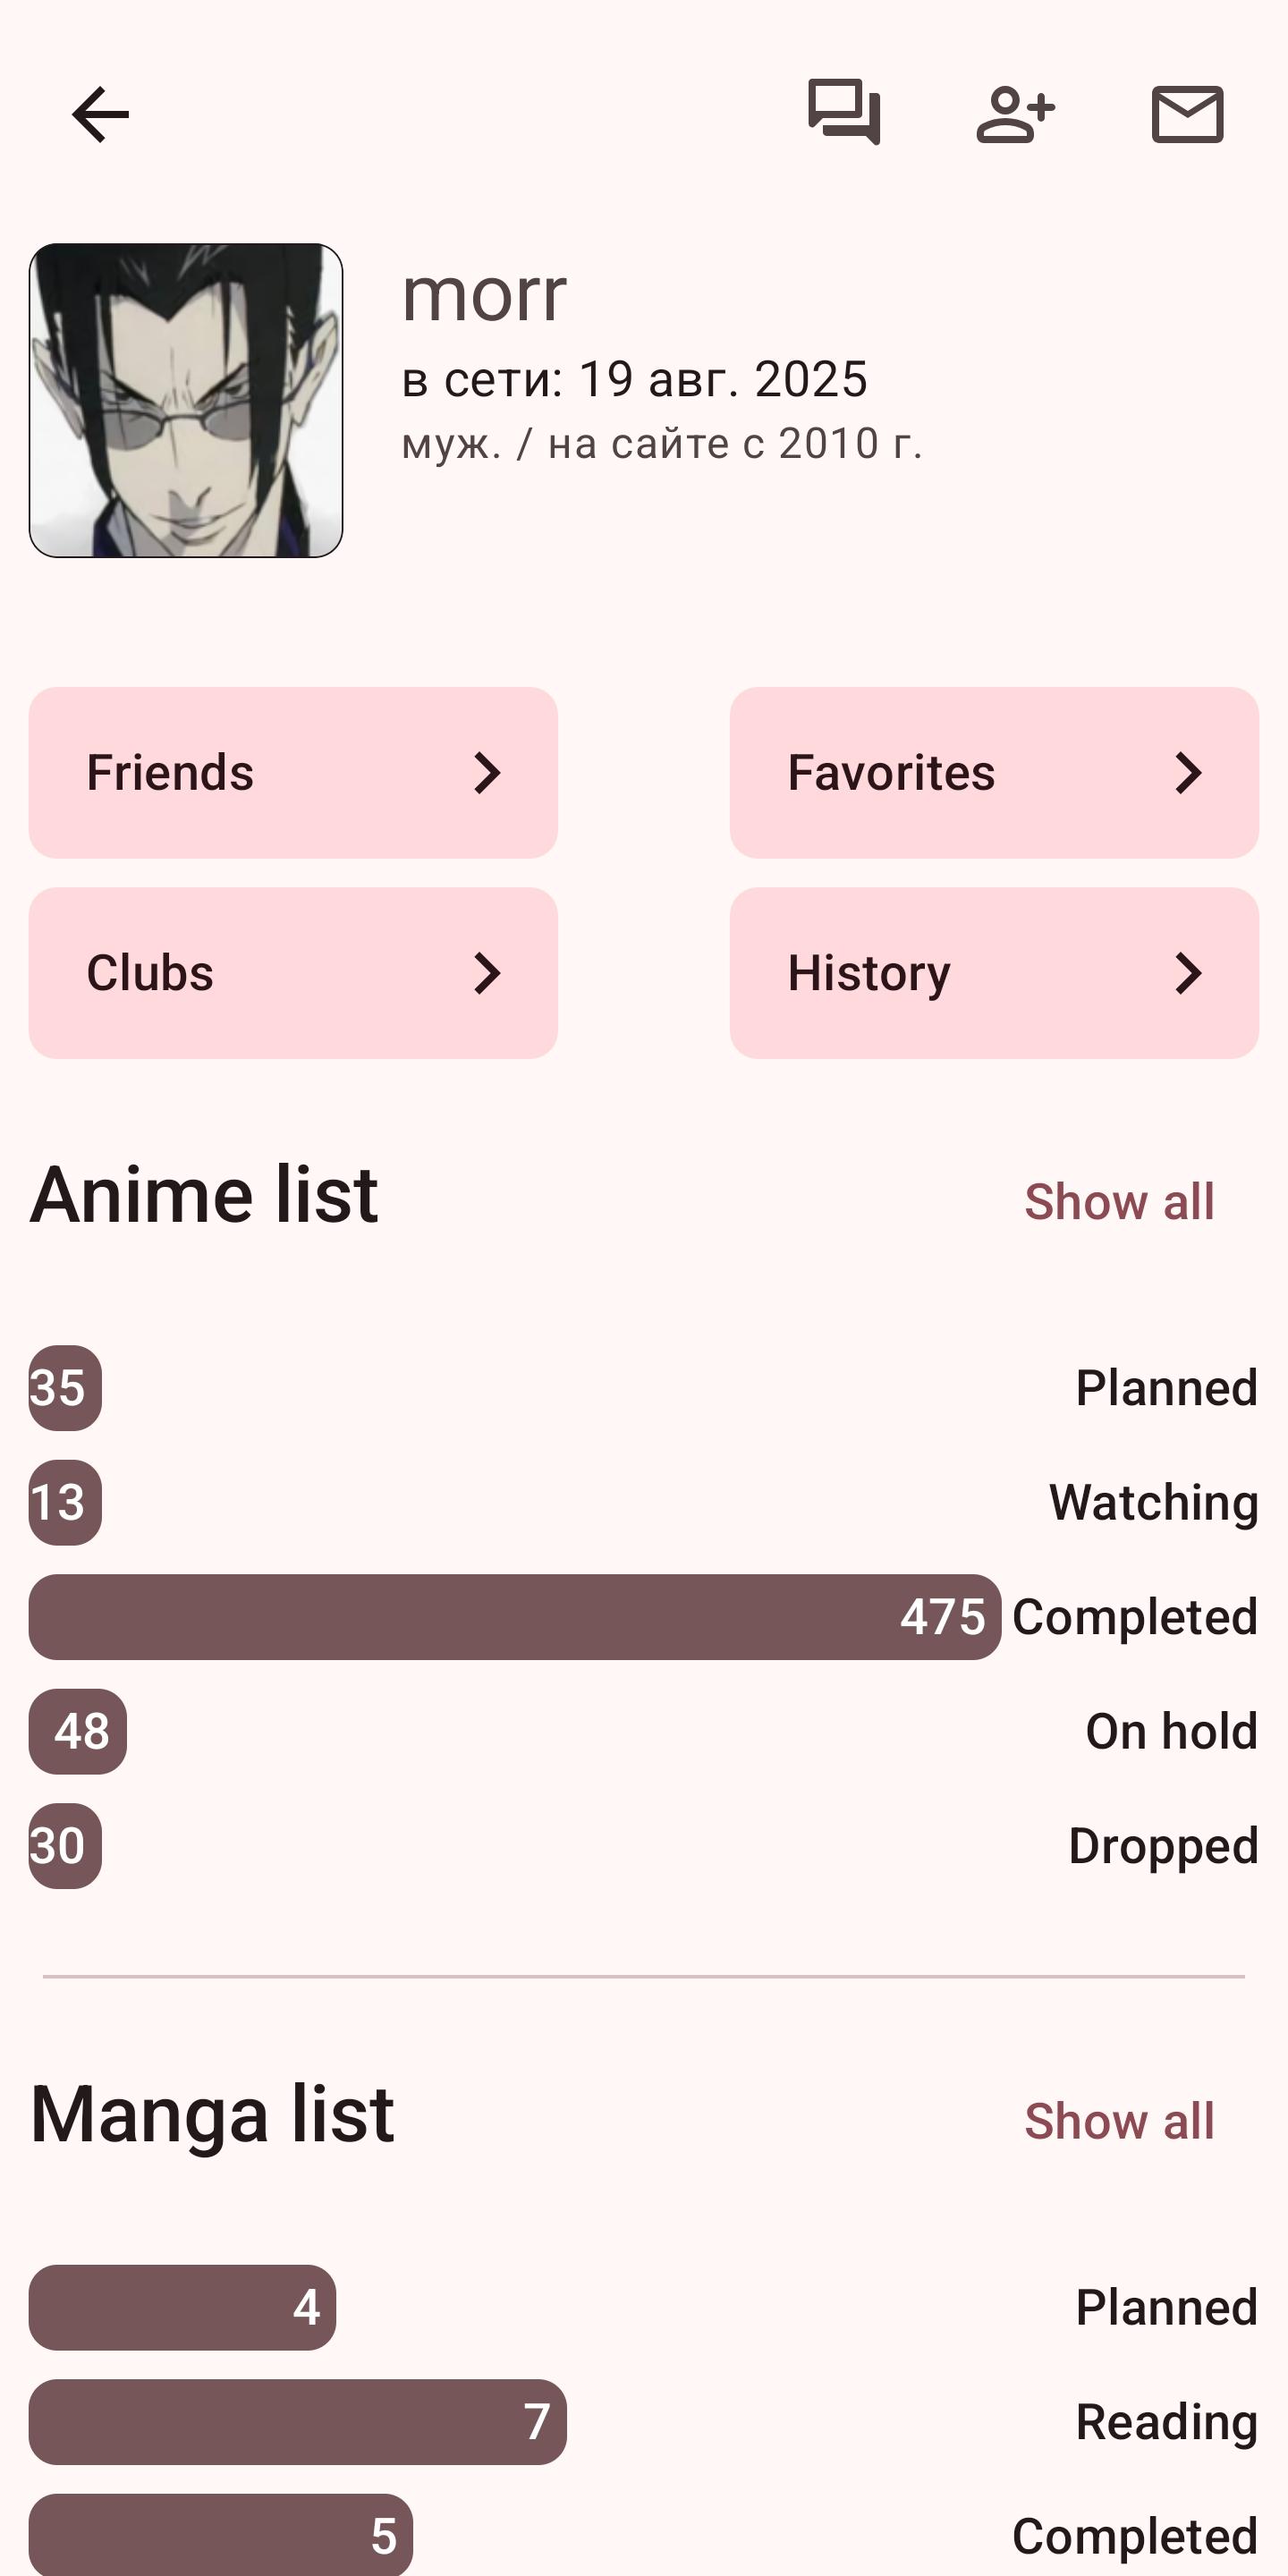 morr
в сети: 19 авг. 2025
муж. / на сайте с 2010 г.
Friends
Favorites
Clubs
History
Anime list
Show all
35 Planned
13 Watching
475 Completed
48 On hold
30 Dropped
Manga list
Show all
4 Planned
7 Reading
5 Completed